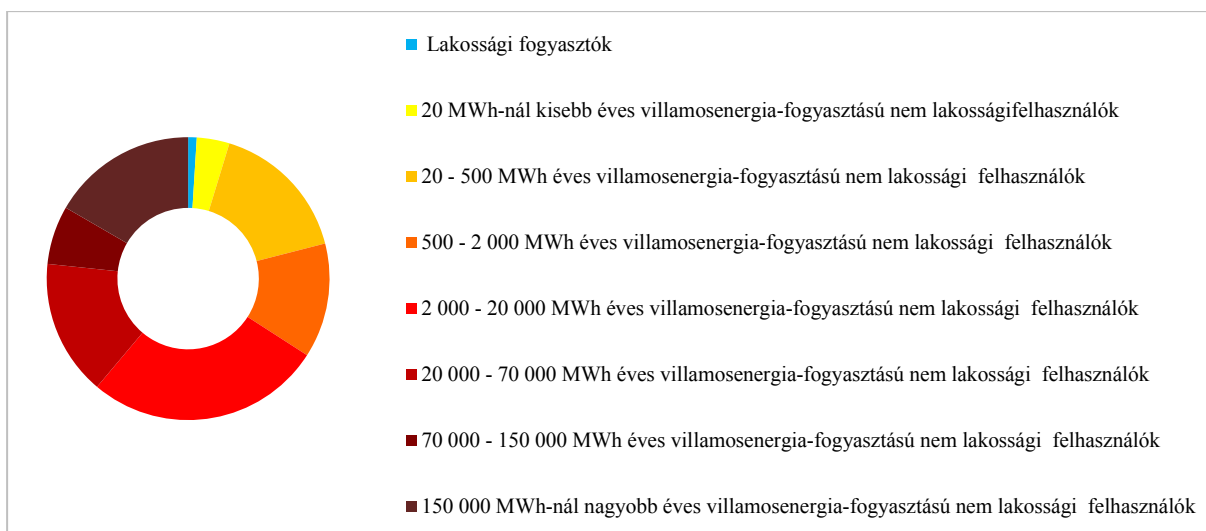 Lakossági fogyasztók
20 MWh-nál kisebb éves villamosenergia-fogyasztású nem lakosságifelhasználók
20 - 500 MWh éves villamosenergia-fogyasztású nem lakossági felhasználók
500 - 2 000 MWh éves villamosenergia-fogyasztású nem lakossági felhasználók
2 000 - 20 000 MWh éves villamosenergia-fogyasztású nem lakossági felhasználók
20 000 - 70 000 MWh éves villamosenergia-fogyasztású nem lakossági felhasználók
70 000 - 150 000 MWh éves villamosenergia-fogyasztású nem lakossági felhasználók
150 000 MWh-nál nagyobb éves villamosenergia-fogyasztású nem lakossági felhasználók